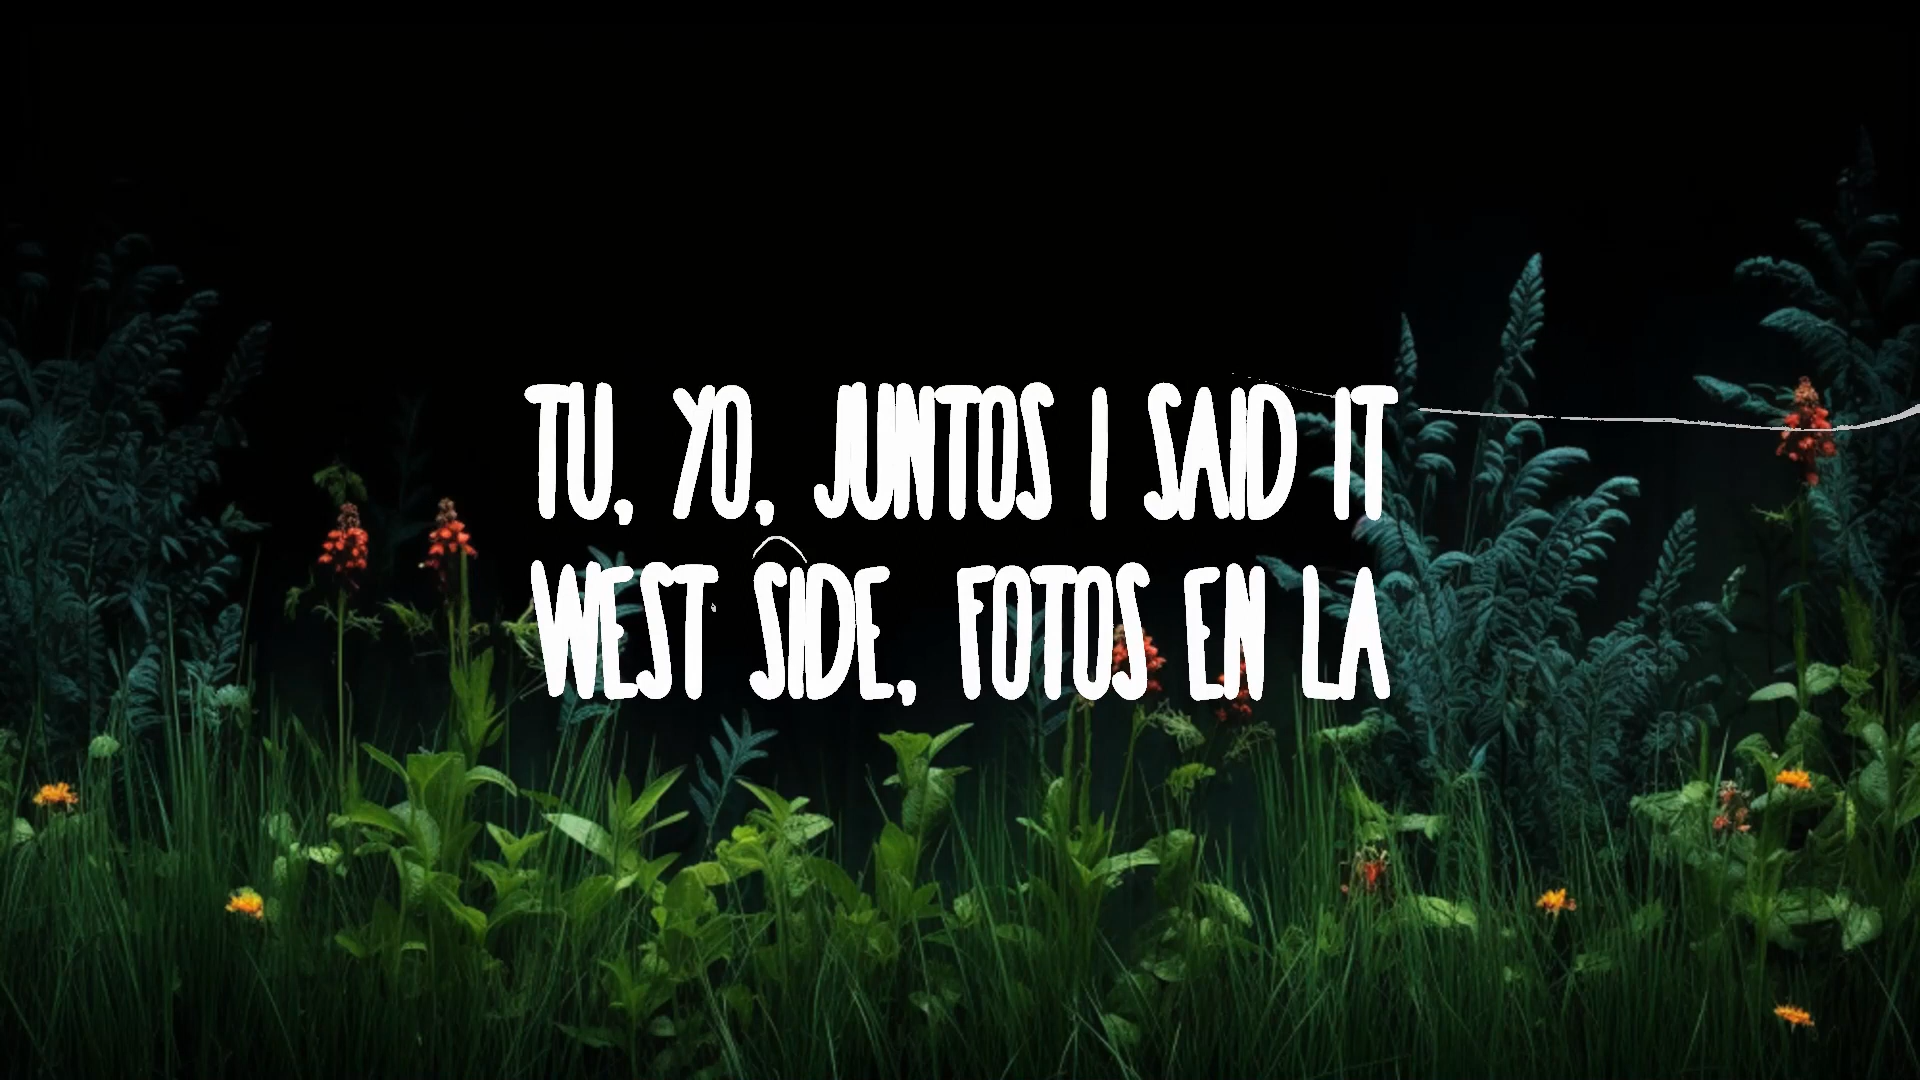 TU, YO, JUNTOS I SAID IT
WEST SIDE, FOTOS EN LA